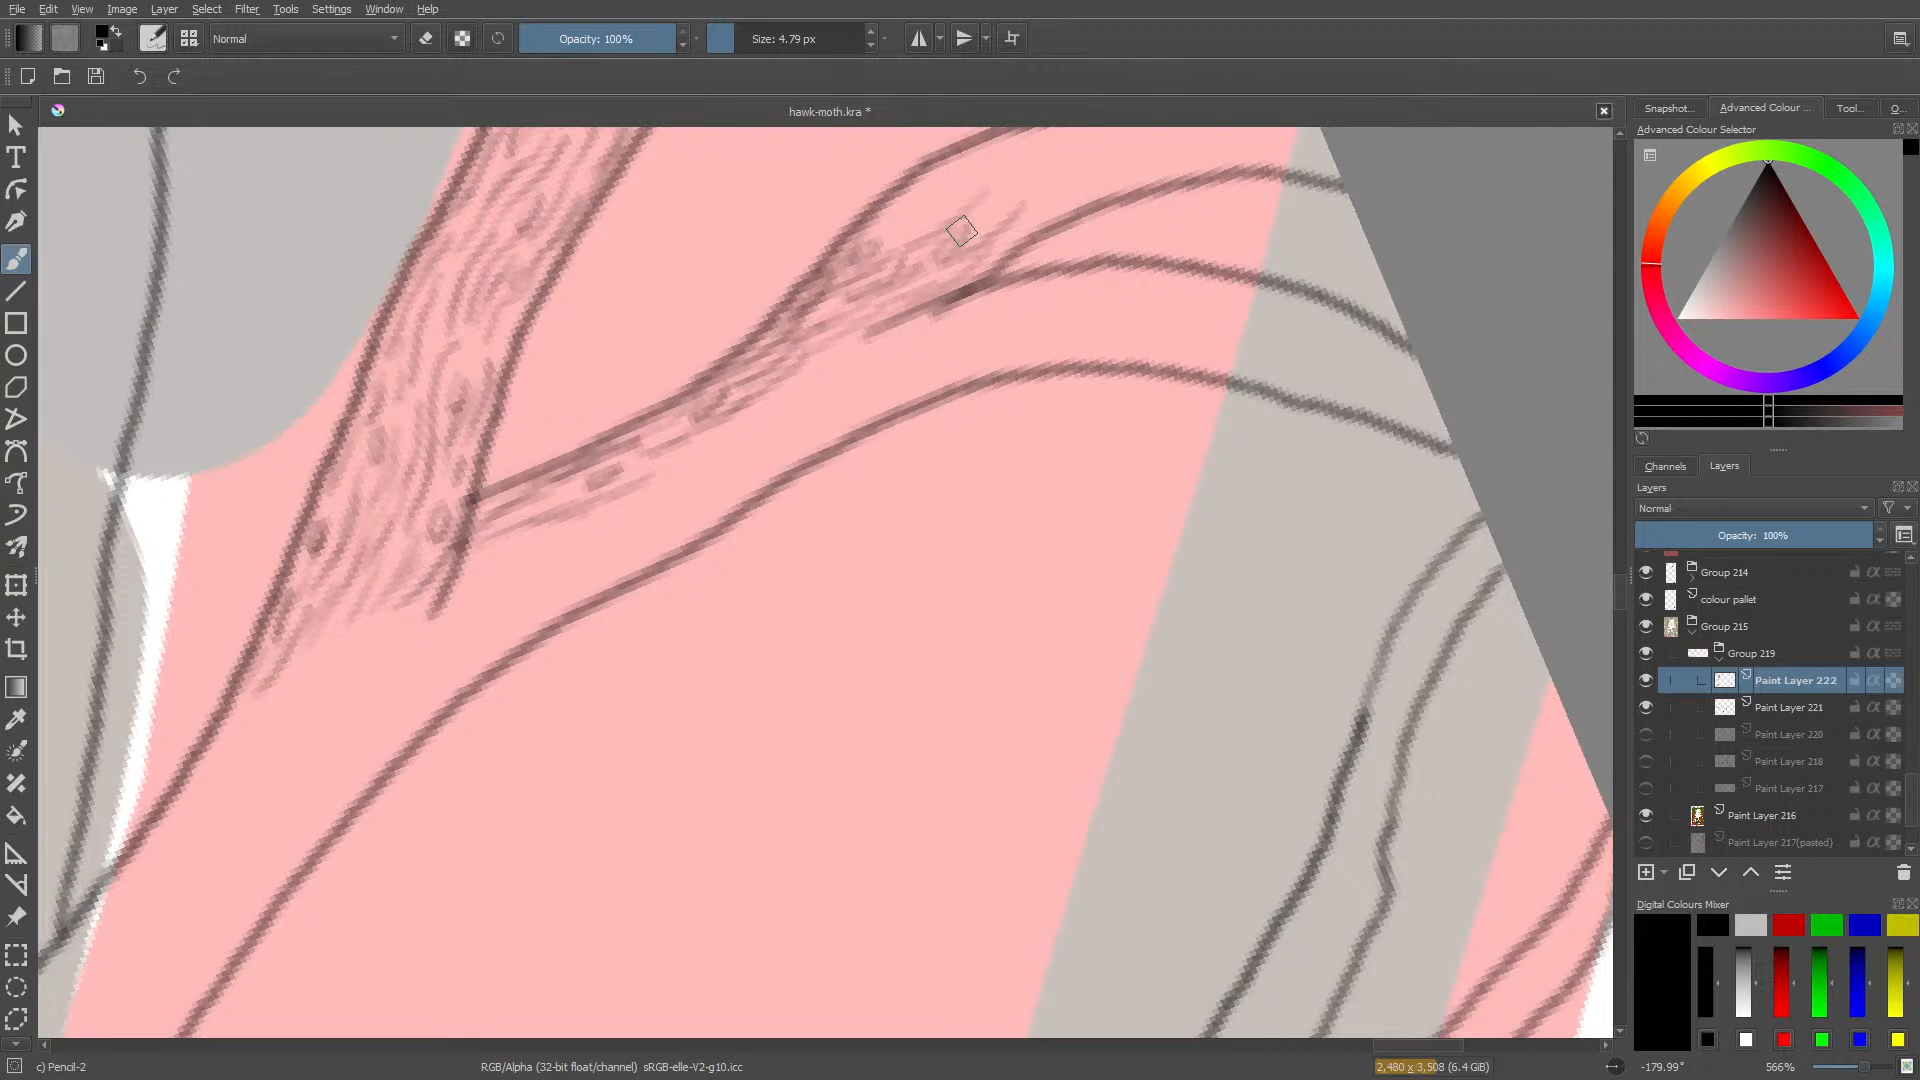 File Edit View Image Layer Select Filter Tools Settings Window Help
Normal Opacity: 100% Size: 4.79 px
hawk-moth.kra *
Snapshot... Advanced Colour ... Tool... O...
Advanced Colour Selector
Channels Layers
Layers
Normal
Opacity: 100%
Group 214
colour pallet
Group 215
Group 219
Paint Layer 222
Paint Layer 221
Paint Layer 220
Paint Layer 218
Paint Layer 217
Paint Layer 216
Paint Layer 217(pasted)
Digital Colours Mixer
c) Pencil-2 RGB/Alpha (32-bit float/channel) sRGB-elle-V2-g10.icc 2,480 x 3,508 (6.4 GiB) -179.99° 566%